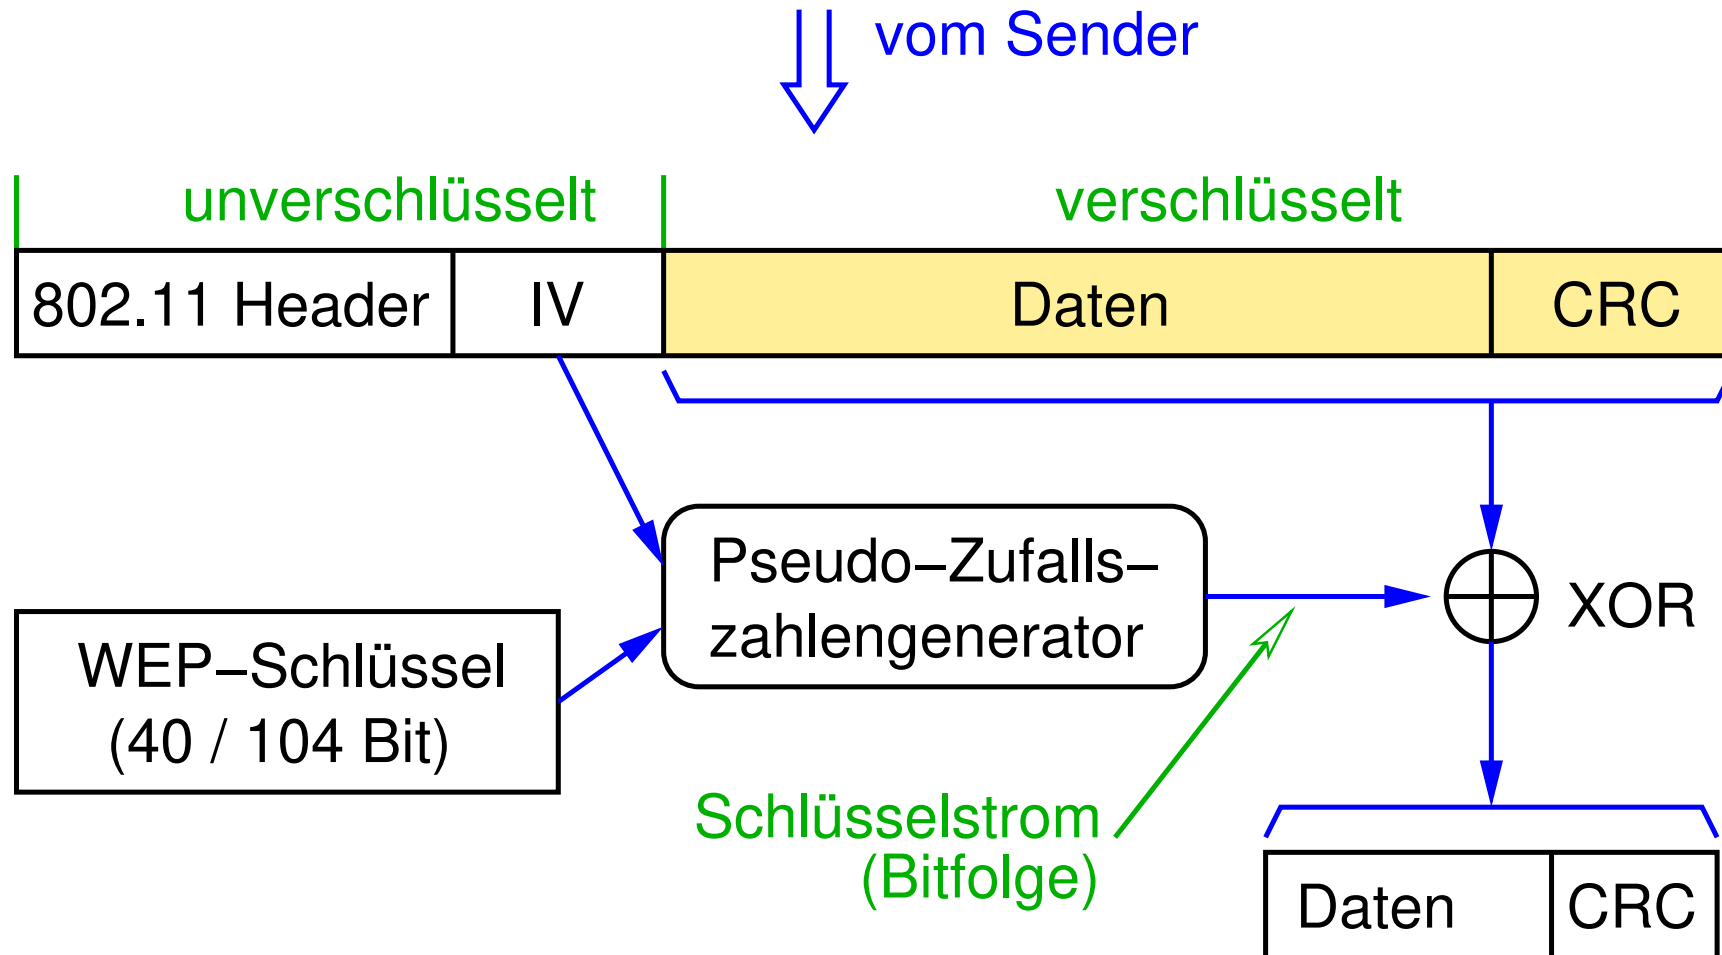 vom Sender
unverschlüsselt
verschlüsselt
802.11 Header
IV
Daten
CRC
Pseudo–Zufalls–
zahlengenerator
XOR
WEP–Schlüssel
(40 / 104 Bit)
Schlüsselstrom
(Bitfolge)
Daten
CRC